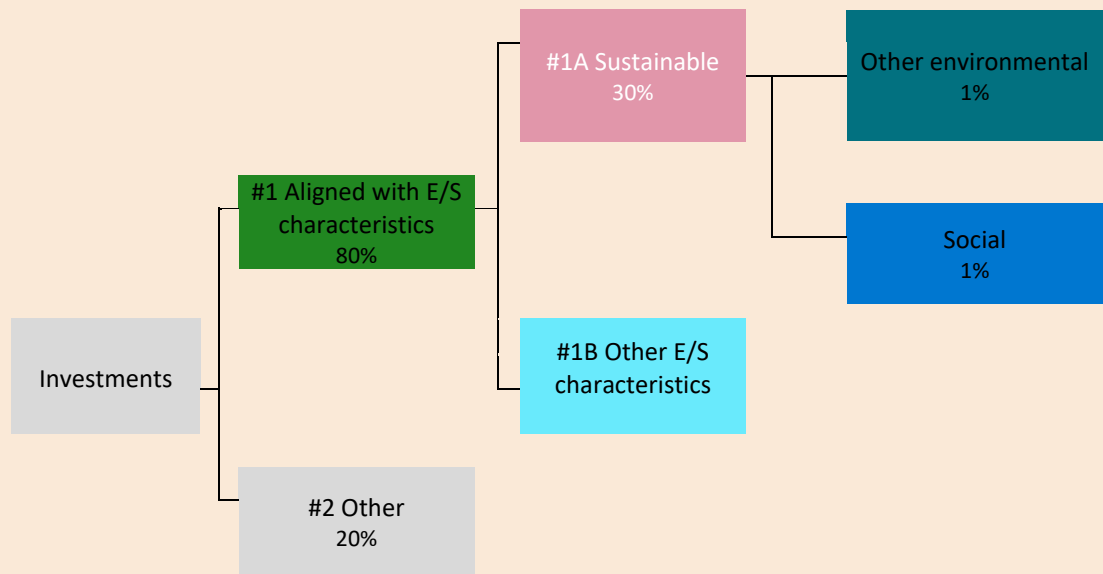 #1A Sustainable
30%
Other environmental
1%
#1 Aligned with E/S
characteristics
80%
Social
1%
Investments
#1B Other E/S
characteristics
#2 Other
20%